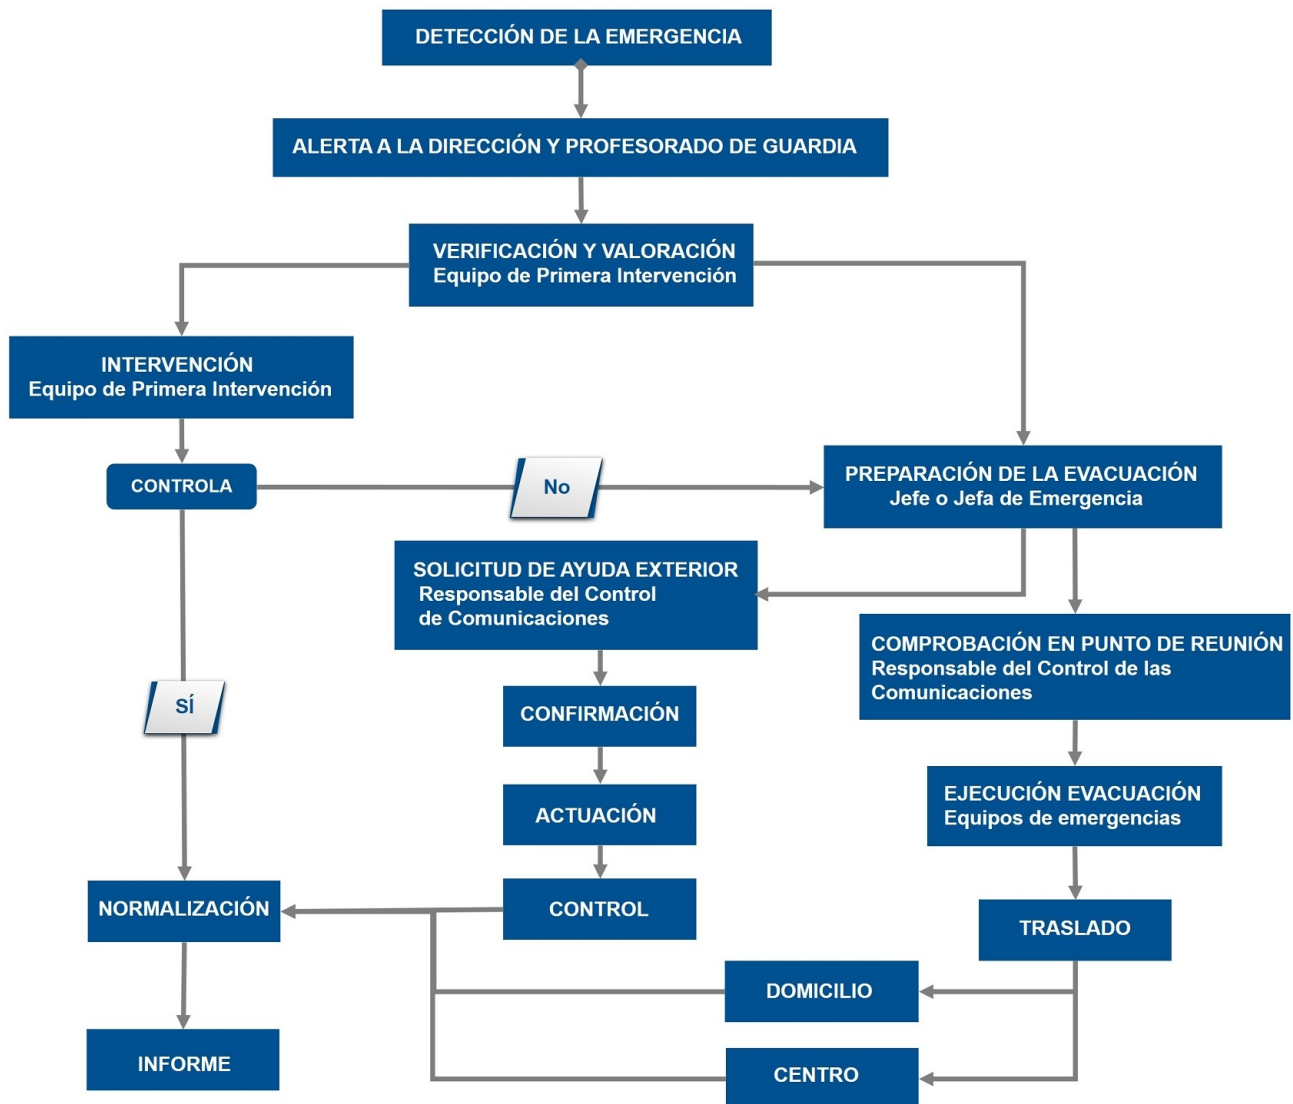 DETECCIÓN DE LA EMERGENCIA
ALERTA A LA DIRECCIÓN Y PROFESORADO DE GUARDIA
VERIFICACIÓN Y VALORACIÓN
Equipo de Primera Intervención
INTERVENCIÓN
Equipo de Primera Intervención
CONTROLA
No
PREPARACIÓN DE LA EVACUACIÓN
Jefe o Jefa de Emergencia
SOLICITUD DE AYUDA EXTERIOR
Responsable del Control
de Comunicaciones
COMPROBACIÓN EN PUNTO DE REUNIÓN
Responsable del Control de las
Comunicaciones
SÍ
CONFIRMACIÓN
EJECUCIÓN EVACUACIÓN
Equipos de emergencias
ACTUACIÓN
NORMALIZACIÓN
CONTROL
TRASLADO
DOMICILIO
INFORME
CENTRO